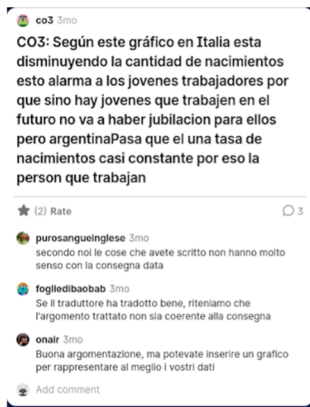 co3 3mo
CO3: Según este gráfico en Italia esta
disminuyendo la cantidad de nacimientos
esto alarma a los jovenes trabajadores por
que sino hay jovenes que trabajen en el
futuro no va a haber jubilacion para ellos
pero argentinaPasa que el una tasa de
nacimientos casi constante por eso la
person que trabajan
(2) Rate
3
purosangueinglese 3mo
secondo noi le cose che avete scritto non hanno molto
senso con la consegna data
fogliedibaobab 3mo
Se il traduttore ha tradotto bene, riteniamo che
l'argomento trattato non sia coerente alla consegna
onair 3mo
Buona argomentazione, ma potevate inserire un grafico
per rappresentare al meglio i vostri dati
Add comment